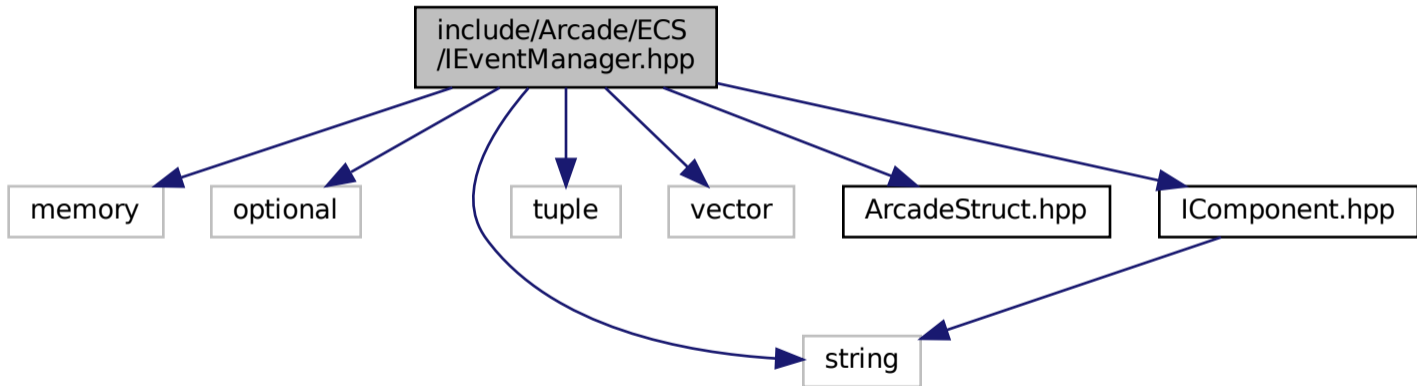 include/Arcade/ECS
/IEventManager.hpp
memory
optional
tuple
vector
ArcadeStruct.hpp
IComponent.hpp
string